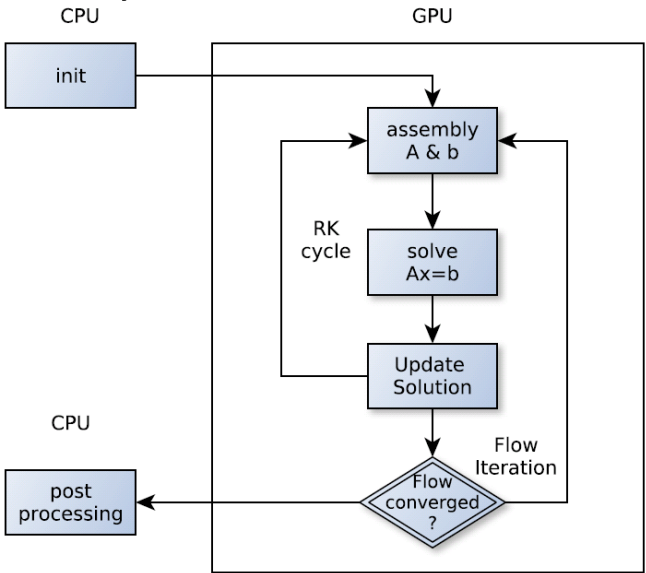 CPU
GPU
init
assembly
A & b
RK
cycle
solve
Ax=b
Update
Solution
CPU
Flow
Iteration
post
processing
Flow
converged
?